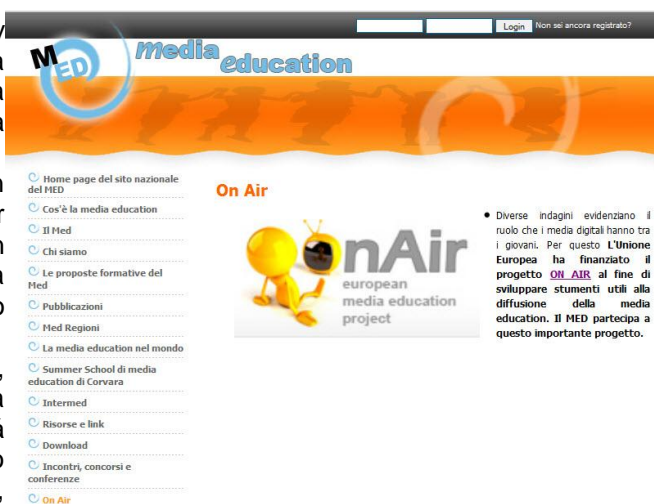 Login Non sei ancora registrato?
MED
media education
Home page del sito nazionale
del MED
Cos'è la media education
Il Med
Chi siamo
Le proposte formative del
Med
Pubblicazioni
Med Regioni
La media education nel mondo
Summer School di media
education di Corvara
Intermed
Risorse e link
Download
Incontri, concorsi e
conferenze
On Air
On Air
onAir
european
media education
project
Diverse indagini evidenziano il
ruolo che i media digitali hanno tra
i giovani. Per questo L'Unione
Europea ha finanziato il
progetto ON AIR al fine di
sviluppare stumenti utili alla
diffusione della media
education. Il MED partecipa a
questo importante progetto.